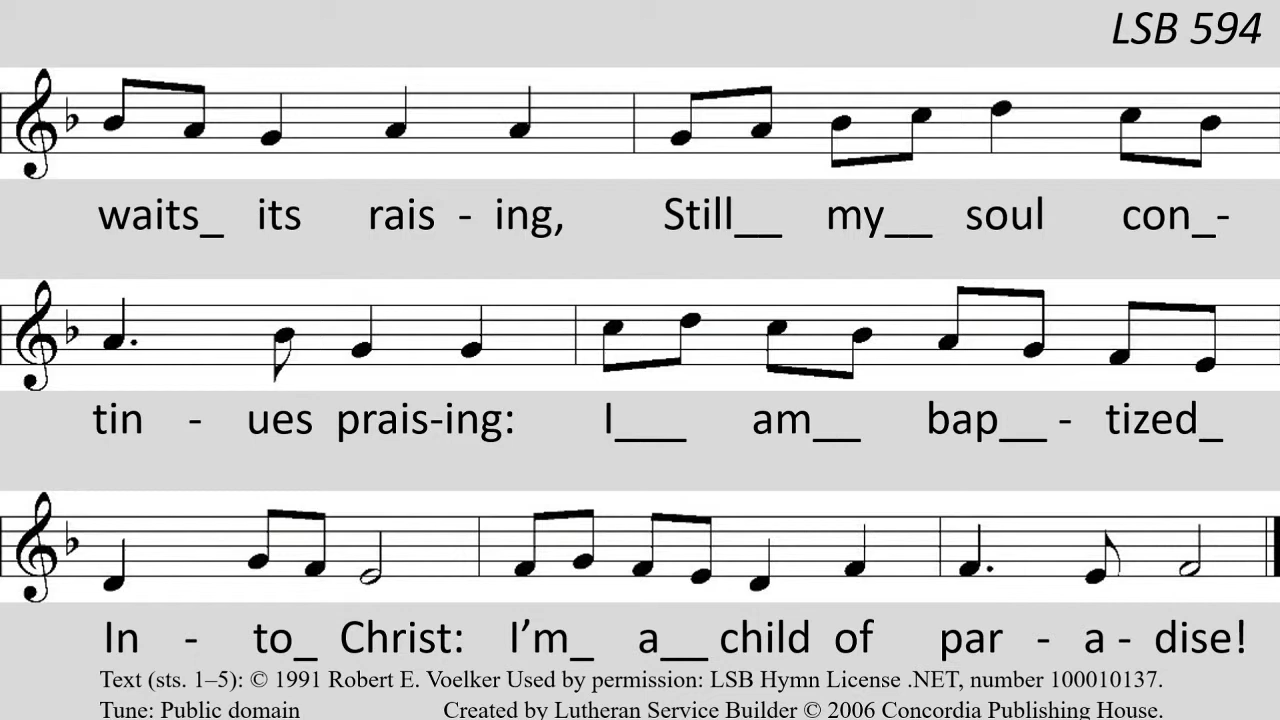 LSB 594
waits_ its rais - ing, Still__ my__ soul con_-
tin - ues prais-ing: I___ am__ bap__ - tized_
In - to_ Christ: I’m_ a__ child of par - a - dise!
Text (sts. 1–5): © 1991 Robert E. Voelker Used by permission: LSB Hymn License .NET, number 100010137.
Tune: Public domain Created by Lutheran Service Builder © 2006 Concordia Publishing House.